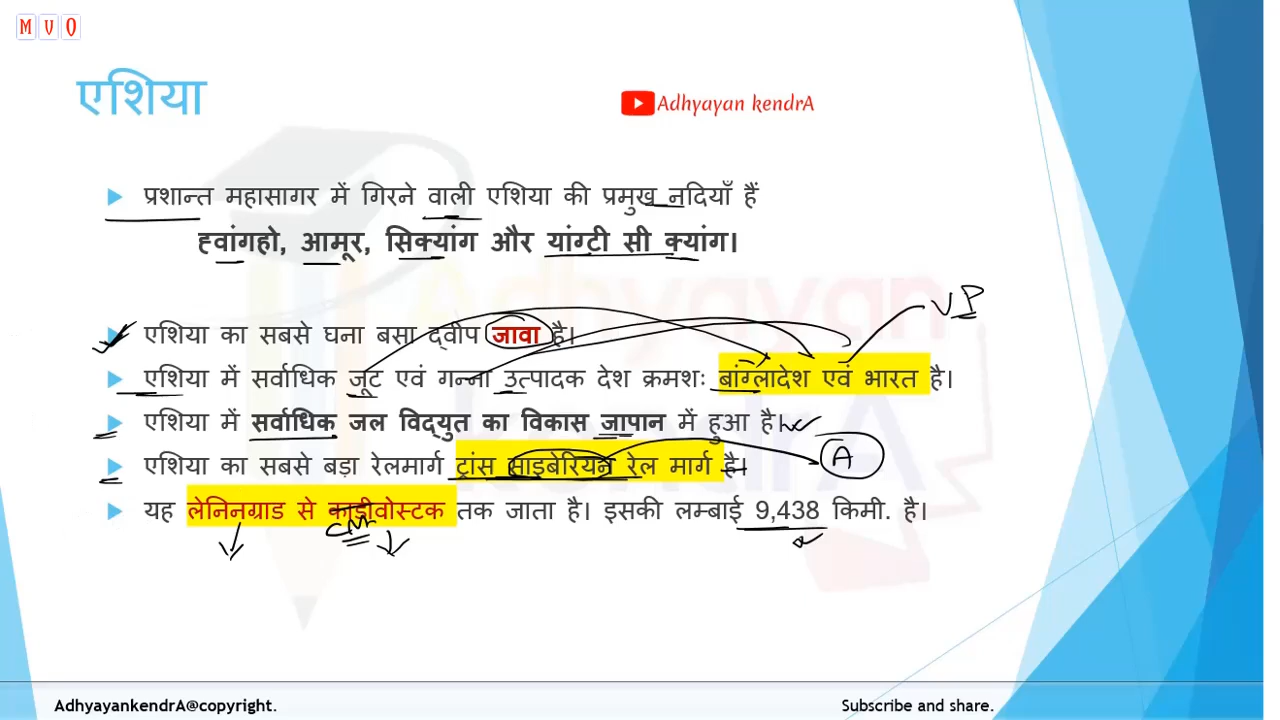 M V O
एशिया
Adhyayan kendrA
प्रशान्त महासागर में गिरने वाली एशिया की प्रमुख नदियाँ हैं
ह्वांगहो, आमूर, सिक्यांग और यांग्टी सी क्यांग।
VP
एशिया का सबसे घना बसा द्वीप जावा है।
एशिया में सर्वाधिक जूट एवं गन्ना उत्पादक देश क्रमशः बांग्लादेश एवं भारत है।
एशिया में सर्वाधिक जल विद्युत का विकास जापान में हुआ है।
एशिया का सबसे बड़ा रेलमार्ग ट्रांस साइबेरियन रेल मार्ग है। A
यह लेनिनग्राड से काडीवोस्टक तक जाता है। इसकी लम्बाई 9,438 किमी. है।
AdhyayankendrA@copyright. Subscribe and share.